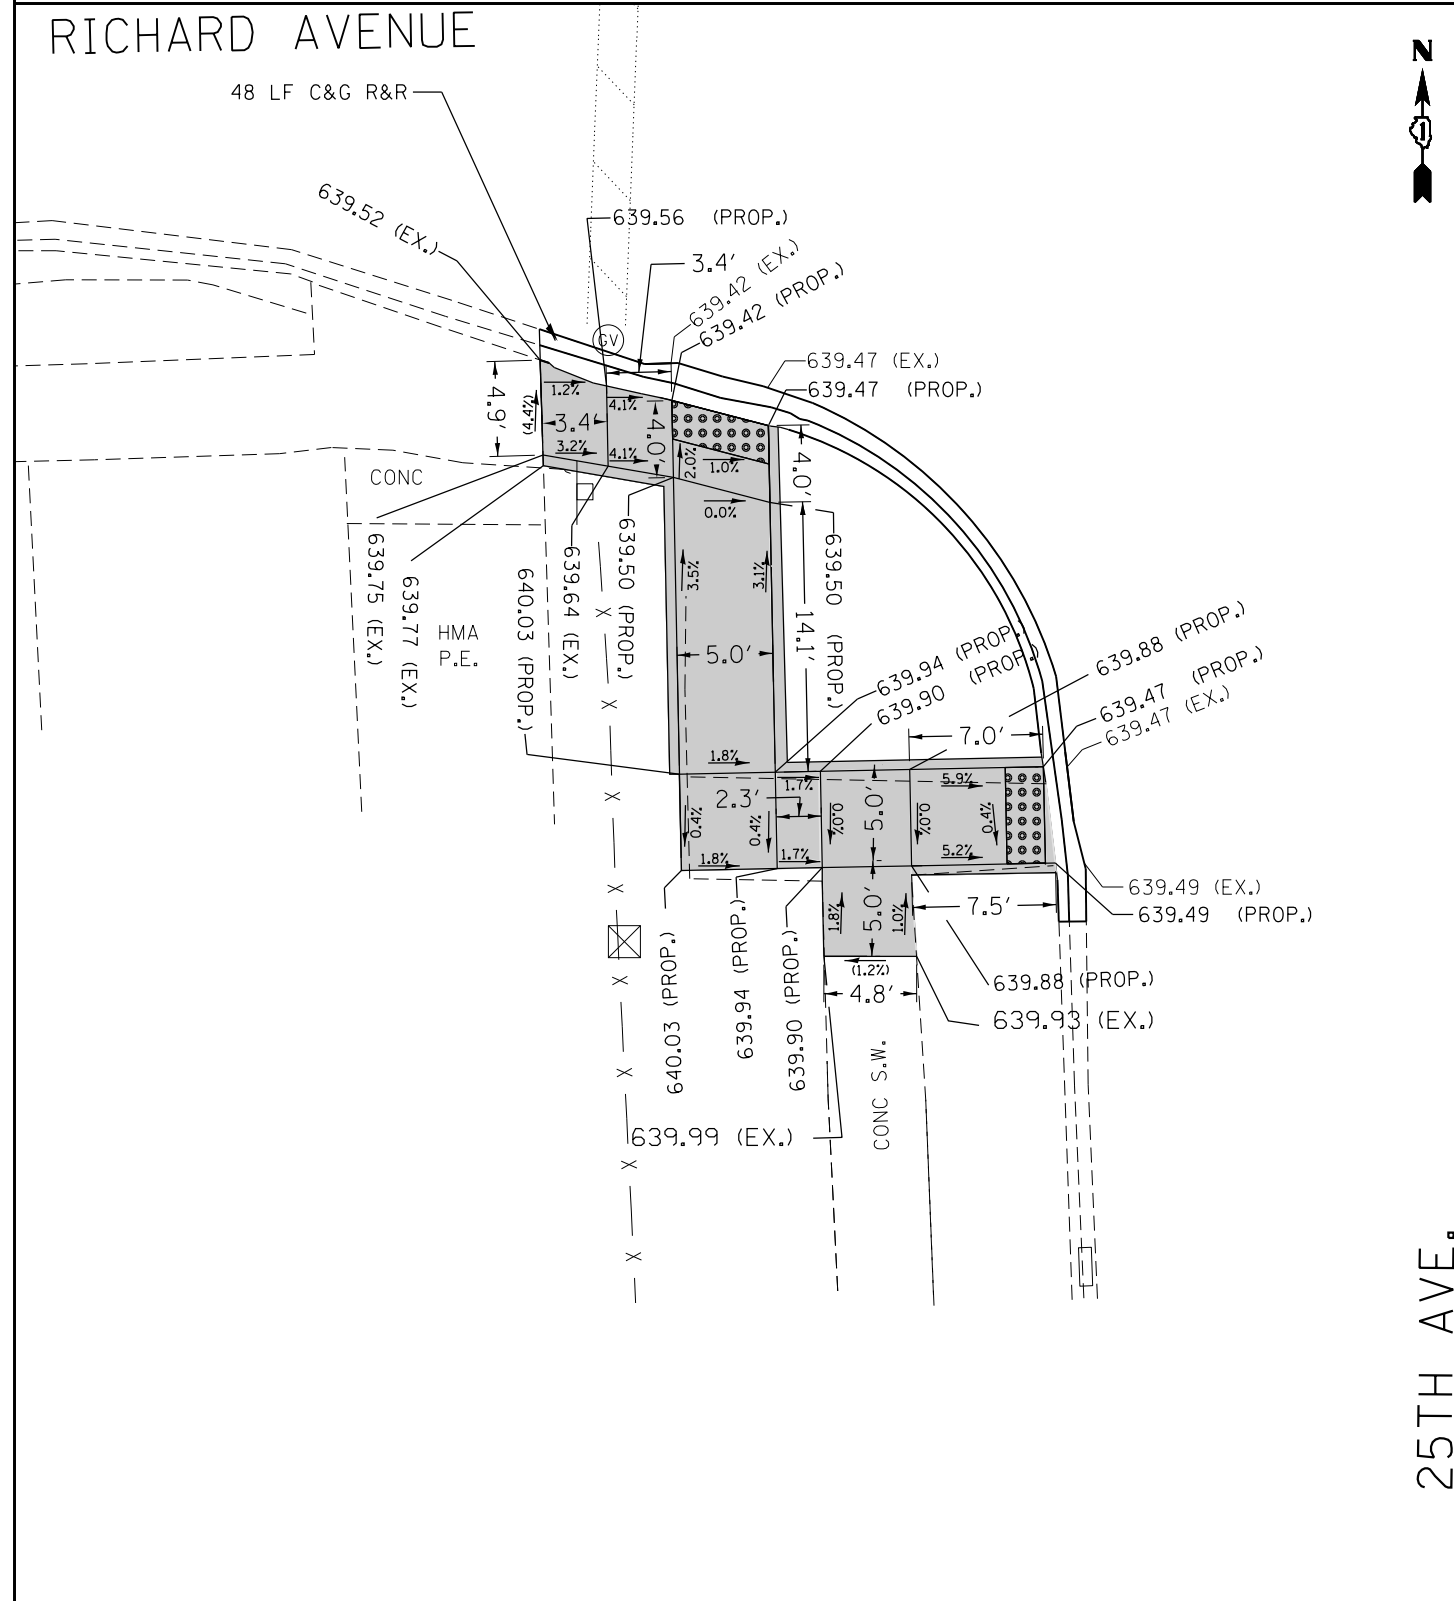 RICHARD AVENUE
N
48 LF C&G R&R
639.52 (EX.)
639.56 (PROP.)
3.4'
639.42 (EX.)
639.42 (PROP.)
GV
639.47 (EX.)
639.47 (PROP.)
4.9'
(4.4%)
1.2%
4.1%
3.4'
3.2%
4.1%
4.0'
2.0%
1.0%
4.0'
0.0%
CONC
639.75 (EX.)
639.77 (EX.)
HMA
P.E.
640.03 (PROP.)
639.64 (EX.)
639.50 (PROP.)
3.5%
3.1%
639.50 (PROP.)
14.1'
5.0'
639.94 (PROP.)
639.90 (PROP.)
639.88 (PROP.)
639.47 (PROP.)
639.47 (EX.)
7.0'
1.8%
1.7%
2.3'
5.9%
0.4%
0.4%
0.0%
5.0'
0.0%
0.4%
1.8%
1.7%
5.2%
639.49 (EX.)
639.49 (PROP.)
7.5'
1.8%
5.0'
1.0%
(1.2%)
4.8'
639.88 (PROP.)
639.93 (EX.)
640.03 (PROP.)
639.94 (PROP.)
639.90 (PROP.)
CONC S.W.
639.99 (EX.)
X
X
X
X
X
X
X
X
25TH AVE.